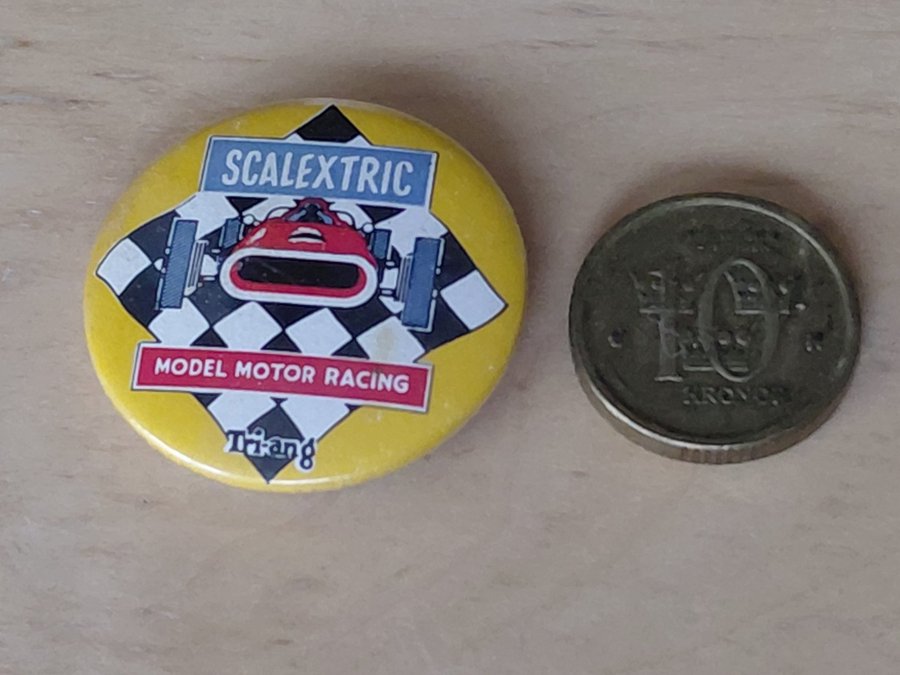 SCALEXTRIC
MODEL MOTOR RACING
Tri-ang
10
KRONOR